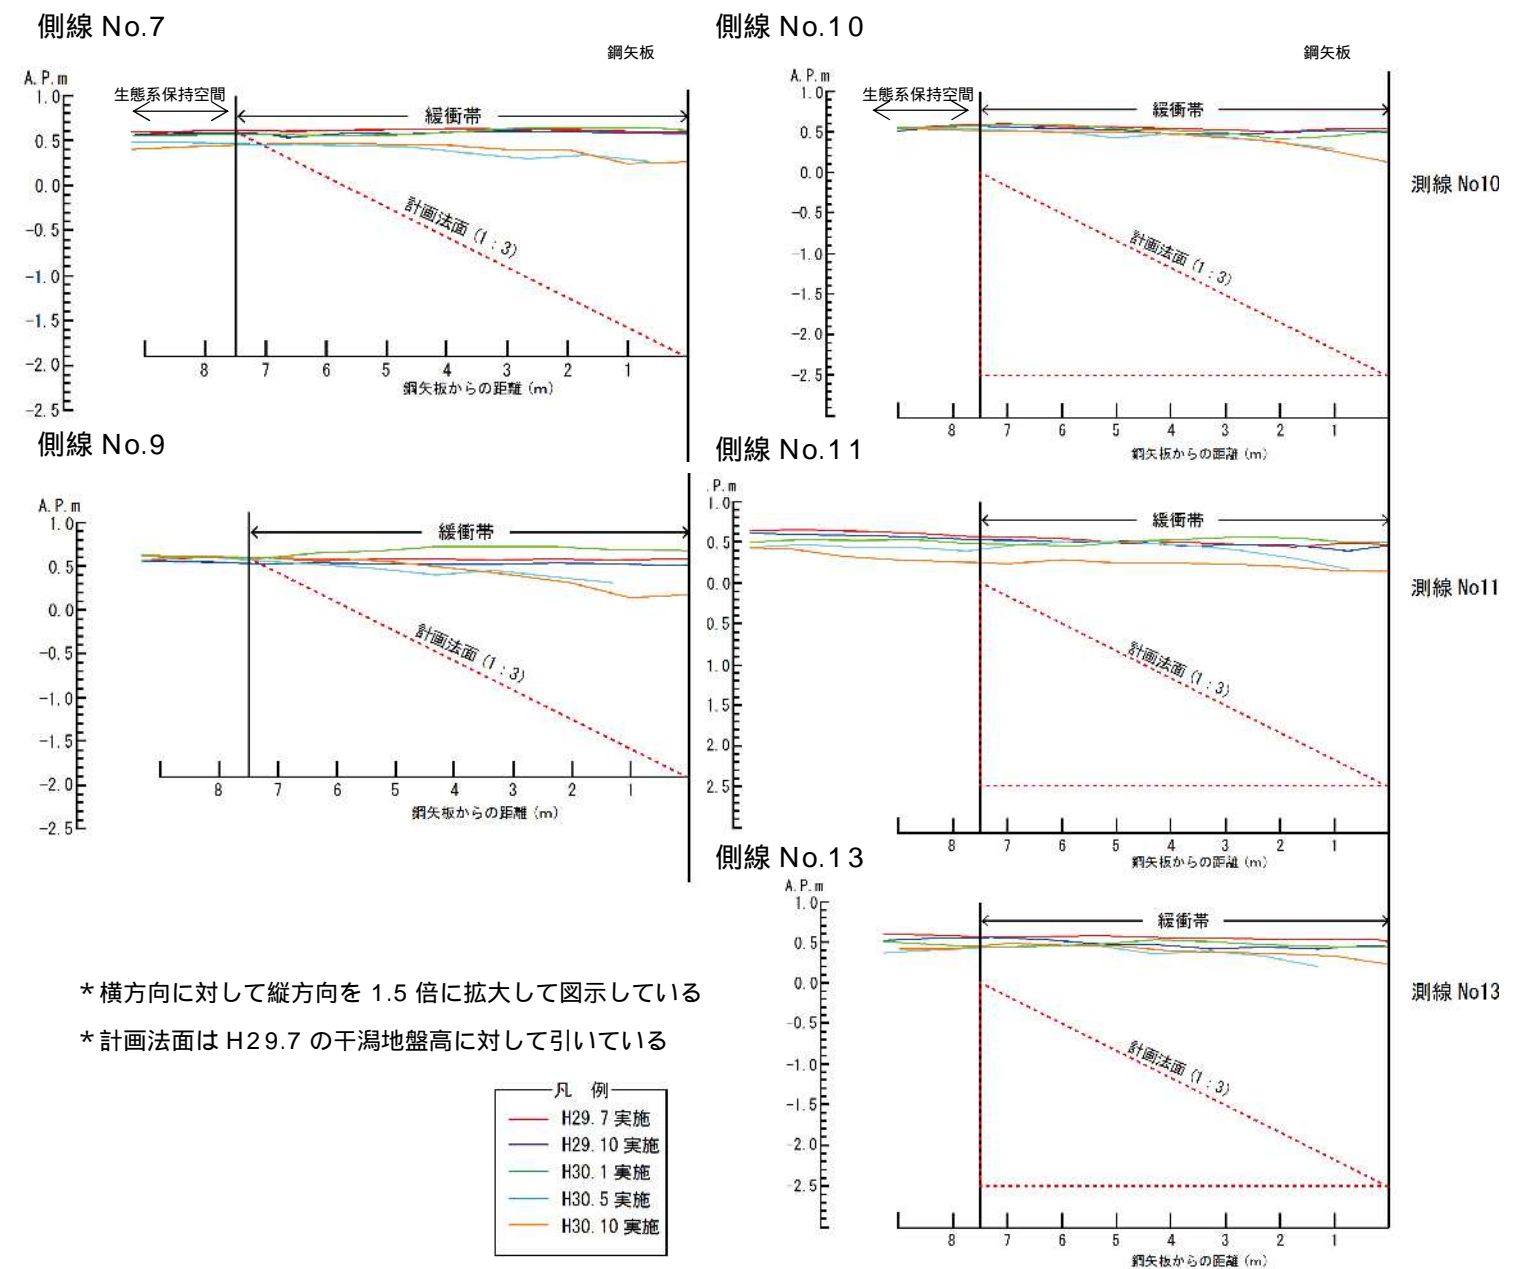 側線 No.7
鋼矢板
A.P.m
生態系保持空間
緩衝帯
1.0
0.5
0.0
-0.5
-1.0
-1.5
-2.0
-2.5
計画法面 (1:3)
8 7 6 5 4 3 2 1
鋼矢板からの距離 (m)
側線 No.9
A.P.m
緩衝帯
1.0
0.5
0.0
-0.5
-1.0
-1.5
-2.0
-2.5
計画法面 (1:3)
8 7 6 5 4 3 2 1
鋼矢板からの距離 (m)
側線 No.10
鋼矢板
A.P.m
生態系保持空間
緩衝帯
1.0
0.5
0.0
-0.5
-1.0
-1.5
-2.0
-2.5
計画法面 (1:3)
測線 No10
8 7 6 5 4 3 2 1
鋼矢板からの距離 (m)
側線 No.11
.P.m
緩衝帯
1.0
0.5
0.0
0.5
1.0
1.5
2.0
2.5
計画法面 (1:3)
測線 No11
8 7 6 5 4 3 2 1
鋼矢板からの距離 (m)
側線 No.13
A.P.m
緩衝帯
1.0
0.5
0.0
-0.5
-1.0
-1.5
-2.0
-2.5
計画法面 (1:3)
測線 No13
8 7 6 5 4 3 2 1
鋼矢板からの距離 (m)
*横方向に対して縦方向を 1.5 倍に拡大して図示している
*計画法面は H29.7 の干潟地盤高に対して引いている
凡 例
H29.7 実施
H29.10 実施
H30.1 実施
H30.5 実施
H30.10 実施